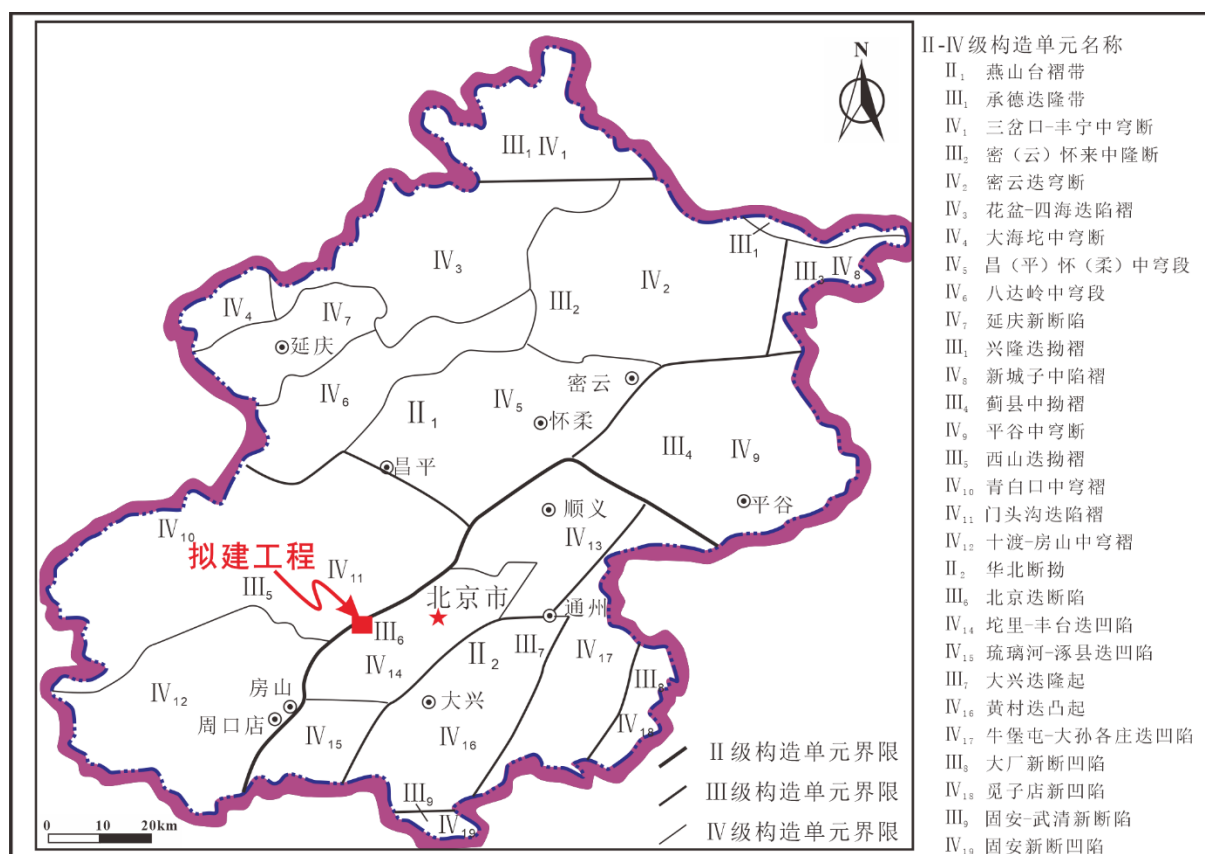 N
III₁ IV₁
III₁
IV₃
IV₂
III₃ IV₈
IV₄
IV₇
III₂
延庆
密云
IV₆
II₁
IV₅
怀柔
III₄
IV₉
昌平
平谷
顺义
IV₁₀
IV₁₃
拟建工程
IV₁₁
III₅
北京市
通州
III₆
II₂
III₇
IV₁₇
IV₁₄
III₈
房山
IV₁₂
大兴
周口店
IV₁₈
IV₁₅
IV₁₆
III₉
IV₁₉
0 10 20km
II级构造单元界限
III级构造单元界限
IV级构造单元界限
II-IV级构造单元名称
II₁ 燕山台褶带
III₁ 承德迭隆带
IV₁ 三岔口-丰宁中穹断
III₂ 密（云）怀来中隆断
IV₂ 密云迭穹断
IV₃ 花盆-四海迭陷褶
IV₄ 大海坨中穹断
IV₅ 昌（平）怀（柔）中穹段
IV₆ 八达岭中穹段
IV₇ 延庆新断陷
III₁ 兴隆迭拗褶
IV₈ 新城子中陷褶
III₄ 蓟县中拗褶
IV₉ 平谷中穹断
III₅ 西山迭拗褶
IV₁₀ 青白口中穹褶
IV₁₁ 门头沟迭陷褶
IV₁₂ 十渡-房山中穹褶
II₂ 华北断拗
III₆ 北京迭断陷
IV₁₄ 坨里-丰台迭凹陷
IV₁₅ 琉璃河-涿县迭凹陷
III₇ 大兴迭隆起
IV₁₆ 黄村迭凸起
IV₁₇ 牛堡屯-大孙各庄迭凹陷
III₈ 大厂新断凹陷
IV₁₈ 觅子店新凹陷
III₉ 固安-武清新断陷
IV₁₉ 固安新断凹陷